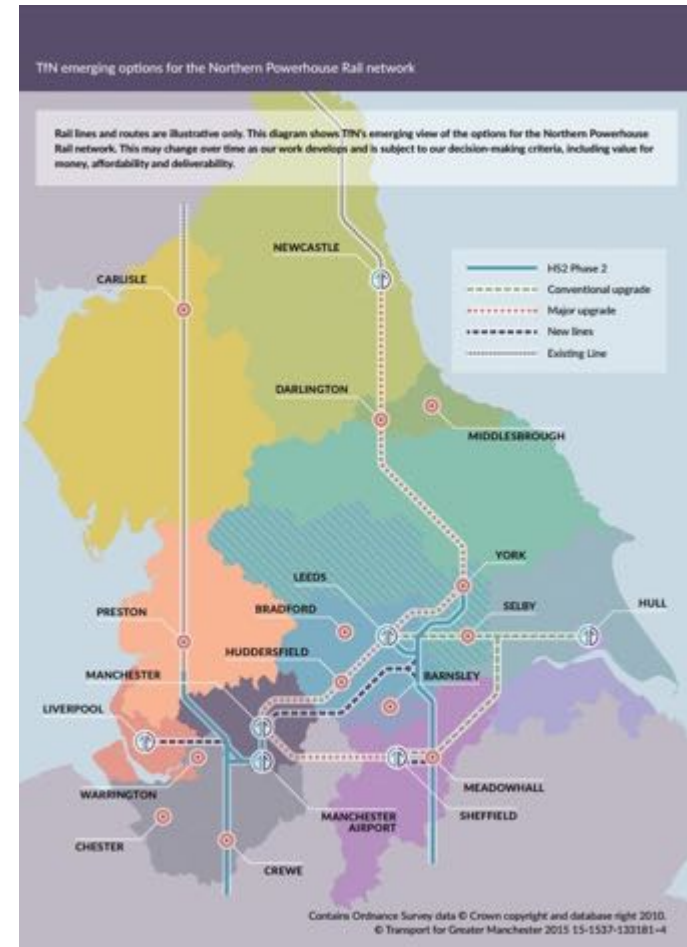 TfN emerging options for the Northern Powerhouse Rail network
Rail lines and routes are illustrative only. This diagram shows TfN's emerging view of the options for the Northern Powerhouse
Rail network. This may change over time as our work develops and is subject to our decision-making criteria, including value for
money, affordability and deliverability.
NEWCASTLE
CARLISLE
HS2 Phase 2
Conventional upgrade
Major upgrade
New lines
Existing Line
DARLINGTON
MIDDLESBROUGH
YORK
LEEDS
BRADFORD
SELBY
HULL
PRESTON
HUDDERSFIELD
MANCHESTER
BARNSLEY
LIVERPOOL
WARRINGTON
MEADOWHALL
MANCHESTER
AIRPORT
SHEFFIELD
CHESTER
CREWE
Contains Ordnance Survey data © Crown copyright and database right 2010.
© Transport for Greater Manchester 2015 15-1537-133181-4